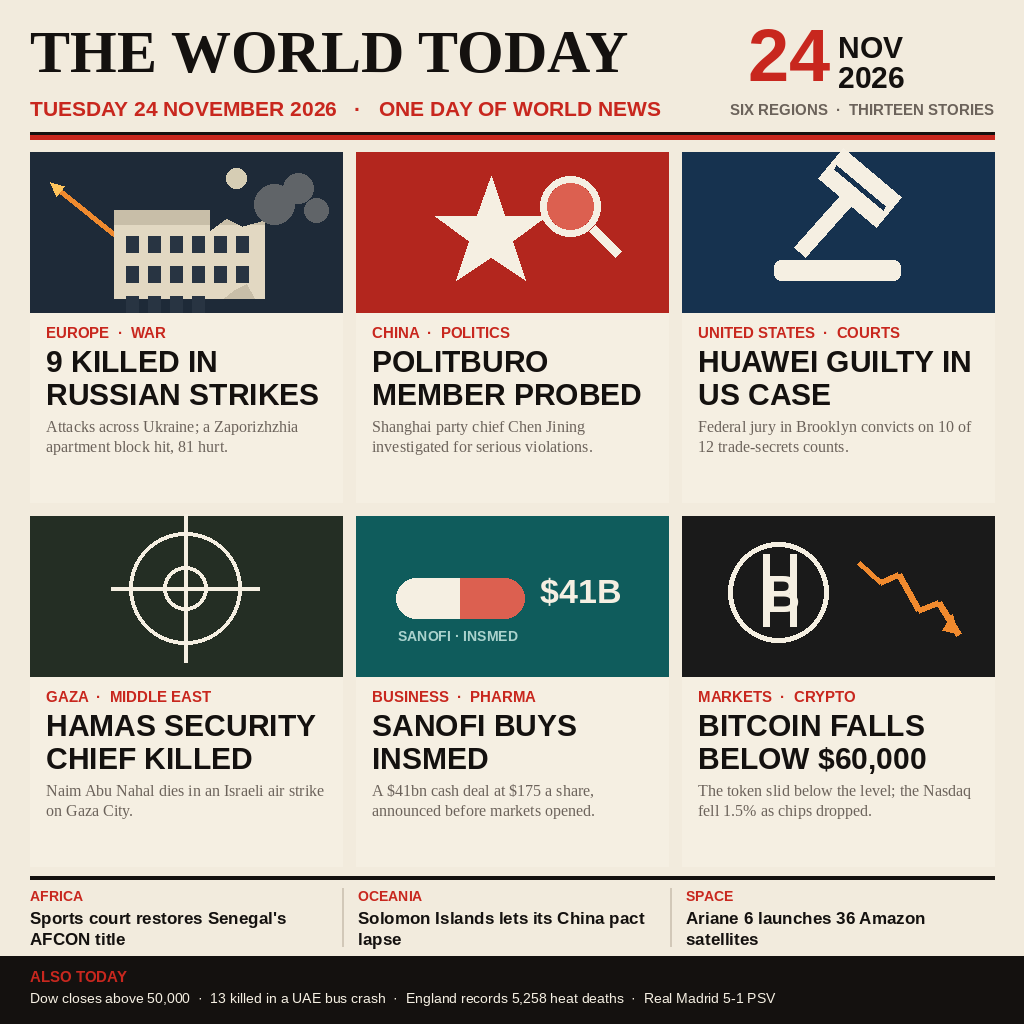 THE WORLD TODAY
24 NOV
2026
TUESDAY 24 NOVEMBER 2026 · ONE DAY OF WORLD NEWS
SIX REGIONS · THIRTEEN STORIES
EUROPE · WAR
9 KILLED IN
RUSSIAN STRIKES
Attacks across Ukraine; a Zaporizhzhia
apartment block hit, 81 hurt.
CHINA · POLITICS
POLITBURO
MEMBER PROBED
Shanghai party chief Chen Jining
investigated for serious violations.
UNITED STATES · COURTS
HUAWEI GUILTY IN
US CASE
Federal jury in Brooklyn convicts on 10 of
12 trade-secrets counts.
GAZA · MIDDLE EAST
HAMAS SECURITY
CHIEF KILLED
Naim Abu Nahal dies in an Israeli air strike
on Gaza City.
$41B
SANOFI · INSMED
BUSINESS · PHARMA
SANOFI BUYS
INSMED
A $41bn cash deal at $175 a share,
announced before markets opened.
B
MARKETS · CRYPTO
BITCOIN FALLS
BELOW $60,000
The token slid below the level; the Nasdaq
fell 1.5% as chips dropped.
AFRICA
Sports court restores Senegal's
AFCON title
OCEANIA
Solomon Islands lets its China pact
lapse
SPACE
Ariane 6 launches 36 Amazon
satellites
ALSO TODAY
Dow closes above 50,000 · 13 killed in a UAE bus crash · England records 5,258 heat deaths · Real Madrid 5-1 PSV